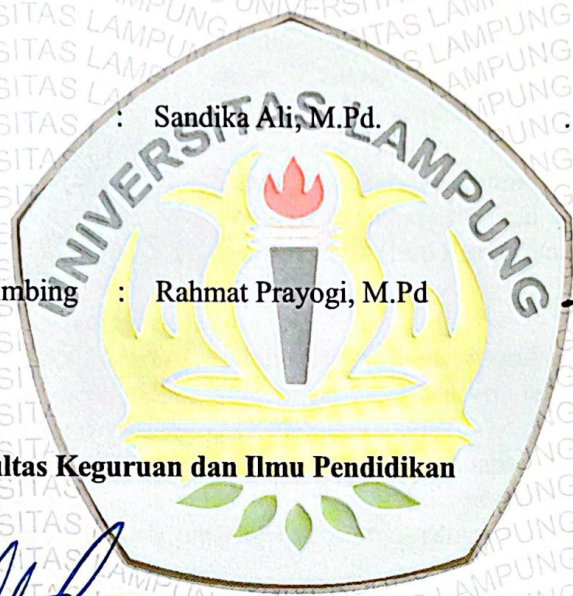 : Sandika Ali, M.Pd.
mbing : Rahmat Prayogi, M.Pd
ltas Keguruan dan Ilmu Pendidikan
UNIVERSITAS LAMPUNG